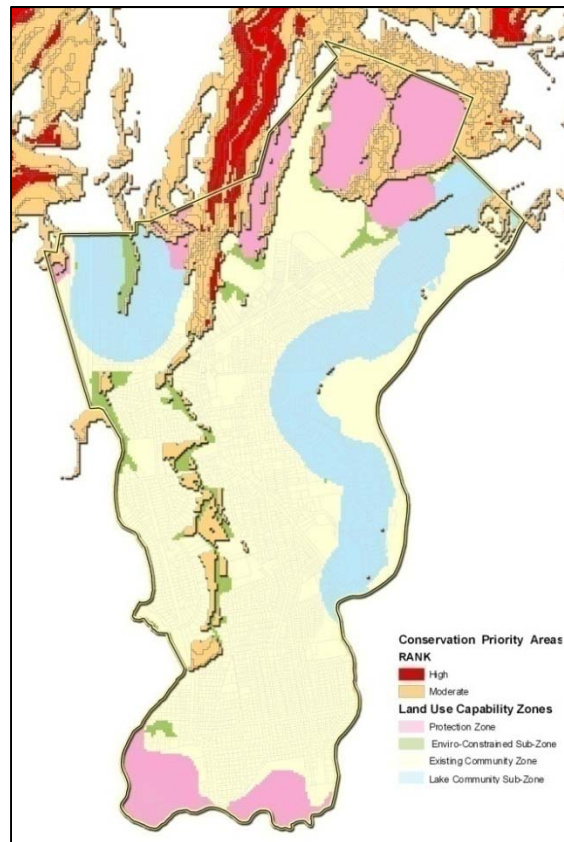 Conservation Priority Areas
RANK
High
Moderate
Land Use Capability Zones
Protection Zone
Enviro-Constrained Sub-Zone
Existing Community Zone
Lake Community Sub-Zone